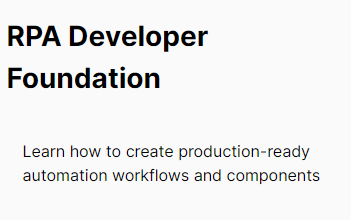 RPA Developer
Foundation
Learn how to create production-ready
automation workflows and components